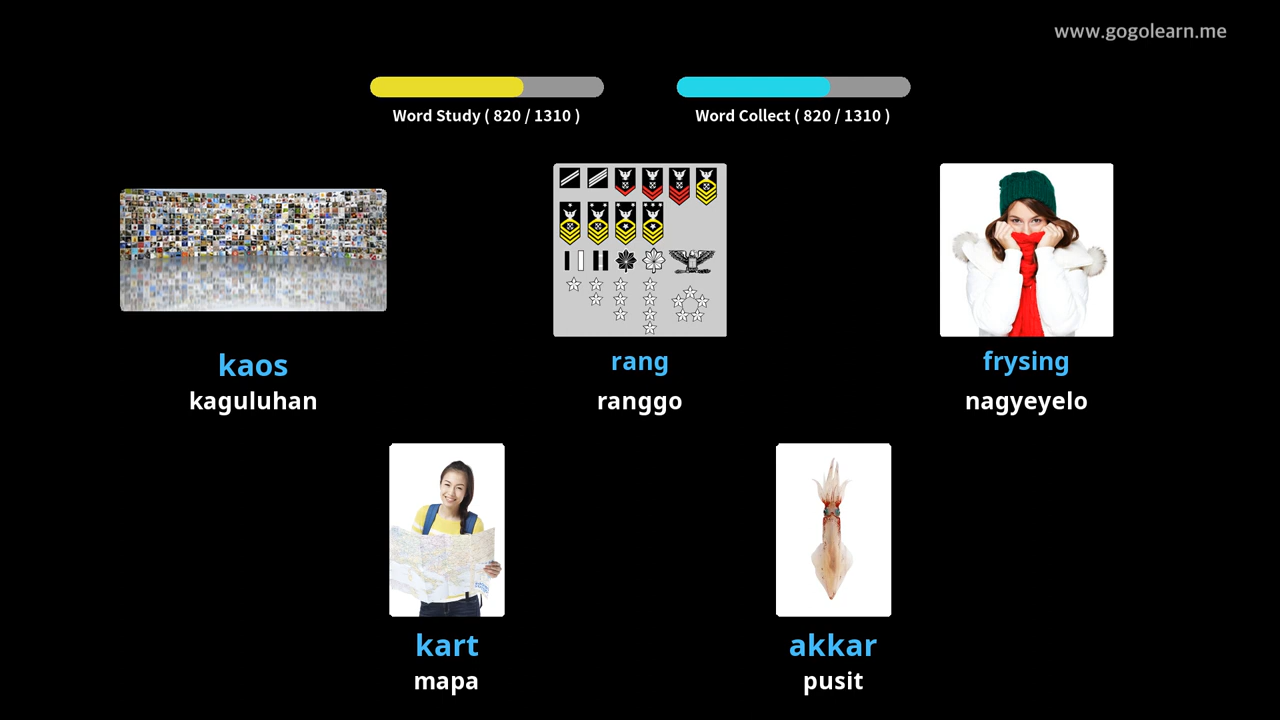 www.gogolearn.me
Word Study ( 820 / 1310 )
Word Collect ( 820 / 1310 )
kaos
kaguluhan
rang
ranggo
frysing
nagyeyelo
kart
mapa
akkar
pusit